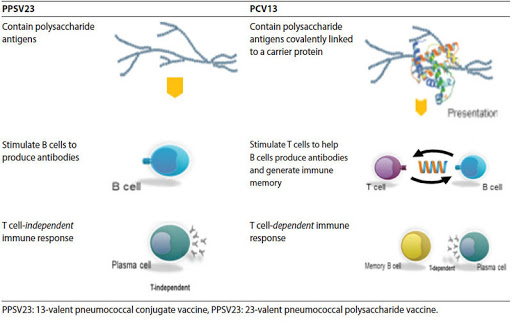 PPSV23
PCV13
Contain polysaccharide
antigens
Contain polysaccharide
antigens covalently linked
to a carrier protein
Presentation
Stimulate B cells to
produce antibodies
B cell
Stimulate T cells to help
B cells produce antibodies
and generate immune
memory
T cell
B cell
T cell-independent
immune response
Plasma cell
T-independent
T cell-dependent immune
response
Memory B cell
T-dependent
Plasma cell
PPSV23: 13-valent pneumococcal conjugate vaccine, PPSV23: 23-valent pneumococcal polysaccharide vaccine.